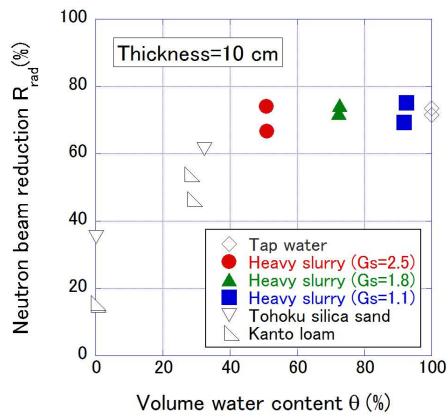 Thickness=10 cm
Neutron beam reduction R_rad(%)
100
80
60
40
20
0
Tap water
Heavy slurry (Gs=2.5)
Heavy slurry (Gs=1.8)
Heavy slurry (Gs=1.1)
Tohoku silica sand
Kanto loam
0 20 40 60 80 100
Volume water content θ (%)